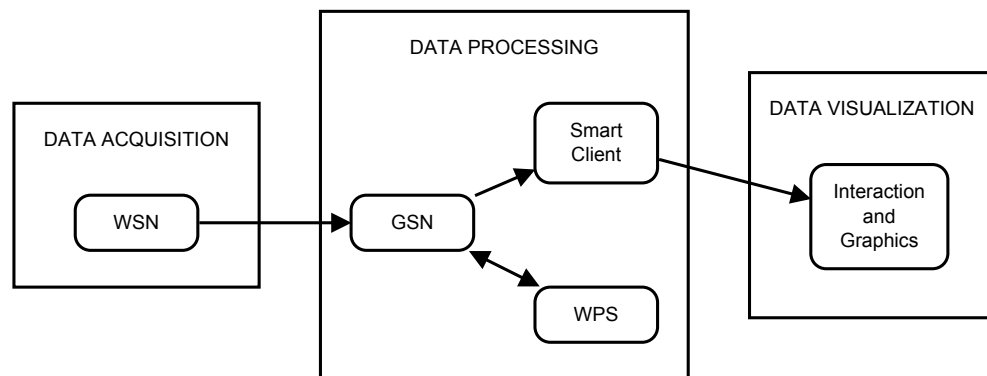 DATA PROCESSING
DATA ACQUISITION
WSN
GSN
Smart
Client
WPS
DATA VISUALIZATION
Interaction
and
Graphics